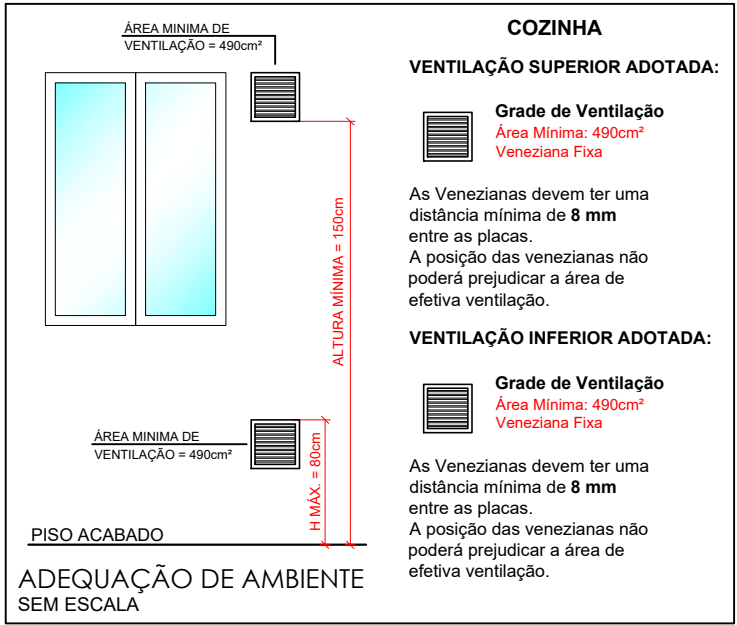 ÁREA MINIMA DE
VENTILAÇÃO = 490cm²
ALTURA MÍNIMA = 150cm
ÁREA MINIMA DE
VENTILAÇÃO = 490cm²
H MÁX. = 80cm
PISO ACABADO
ADEQUAÇÃO DE AMBIENTE
SEM ESCALA
COZINHA
VENTILAÇÃO SUPERIOR ADOTADA:
Grade de Ventilação
Área Mínima: 490cm²
Veneziana Fixa
As Venezianas devem ter uma
distância mínima de 8 mm
entre as placas.
A posição das venezianas não
poderá prejudicar a área de
efetiva ventilação.
VENTILAÇÃO INFERIOR ADOTADA:
Grade de Ventilação
Área Mínima: 490cm²
Veneziana Fixa
As Venezianas devem ter uma
distância mínima de 8 mm
entre as placas.
A posição das venezianas não
poderá prejudicar a área de
efetiva ventilação.